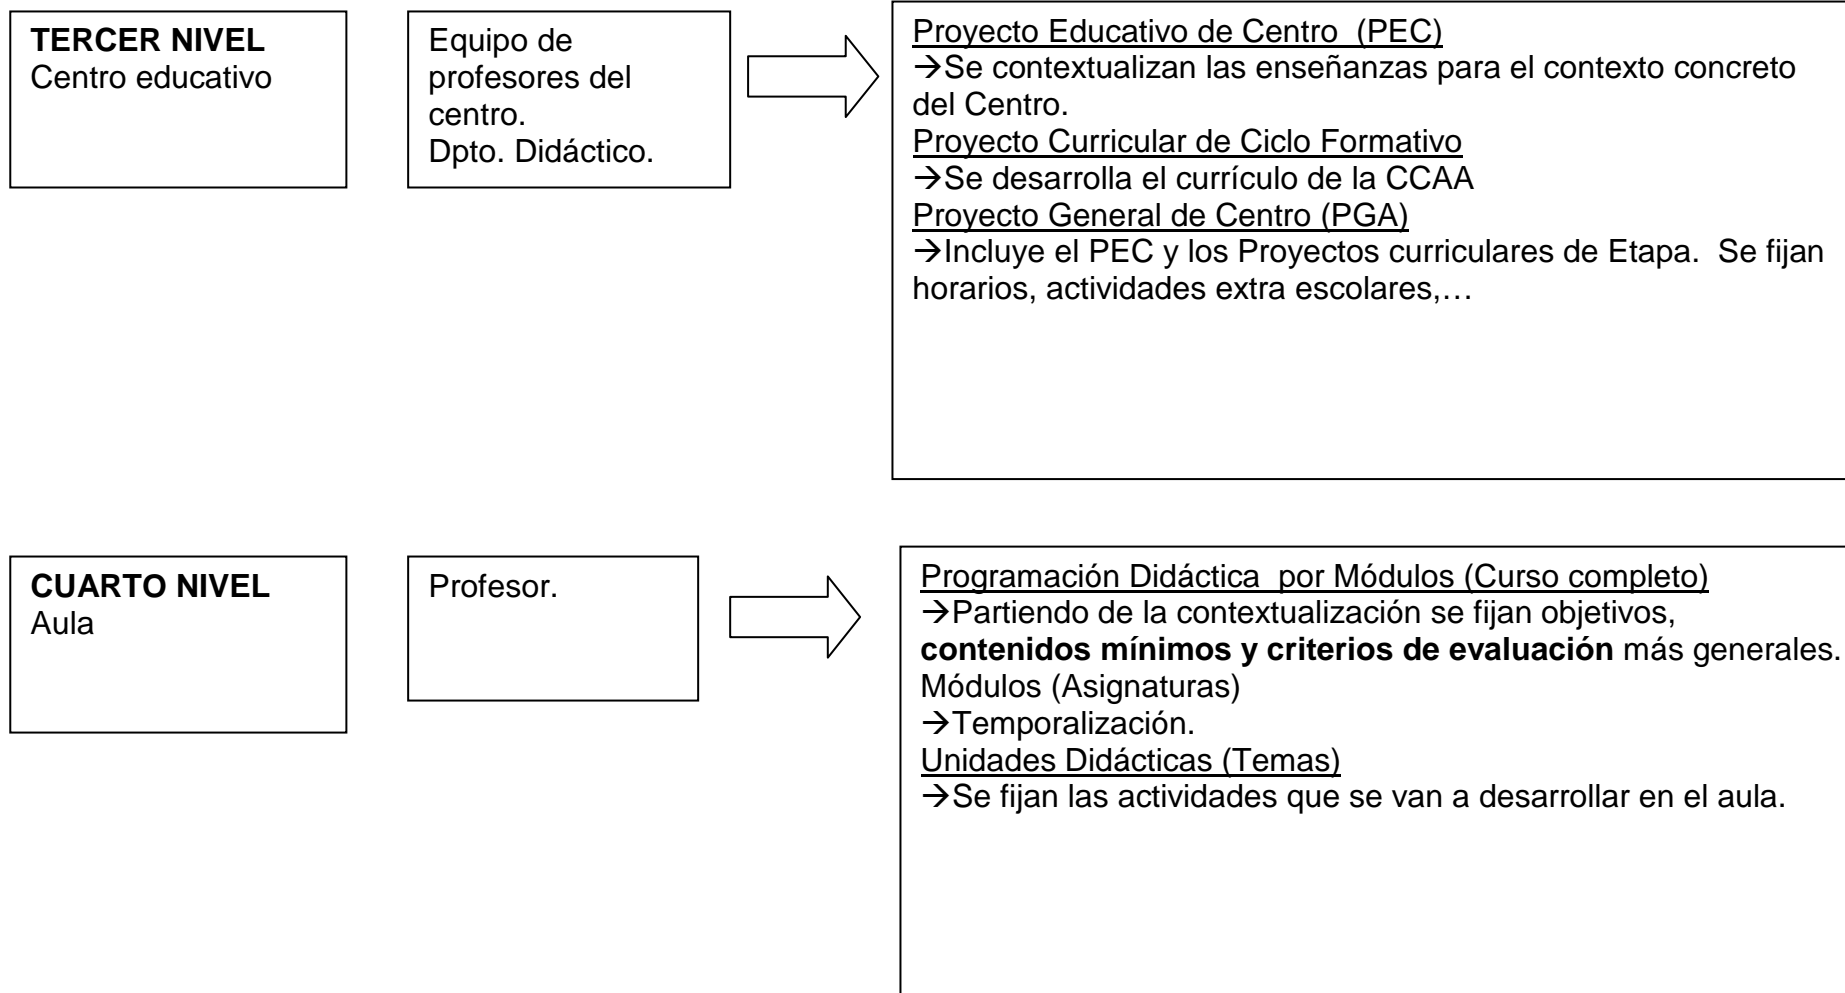 TERCER NIVEL
Centro educativo
Equipo de
profesores del
centro.
Dpto. Didáctico.
Proyecto Educativo de Centro  (PEC)
→Se contextualizan las enseñanzas para el contexto concreto
del Centro.
Proyecto Curricular de Ciclo Formativo
→Se desarrolla el currículo de la CCAA
Proyecto General de Centro (PGA)
→Incluye el PEC y los Proyectos curriculares de Etapa.  Se fijan
horarios, actividades extra escolares,…
CUARTO NIVEL
Aula
Profesor.
Programación Didáctica  por Módulos (Curso completo)
→Partiendo de la contextualización se fijan objetivos,
contenidos mínimos y criterios de evaluación más generales.
Módulos (Asignaturas)
→Temporalización.
Unidades Didácticas (Temas)
→Se fijan las actividades que se van a desarrollar en el aula.